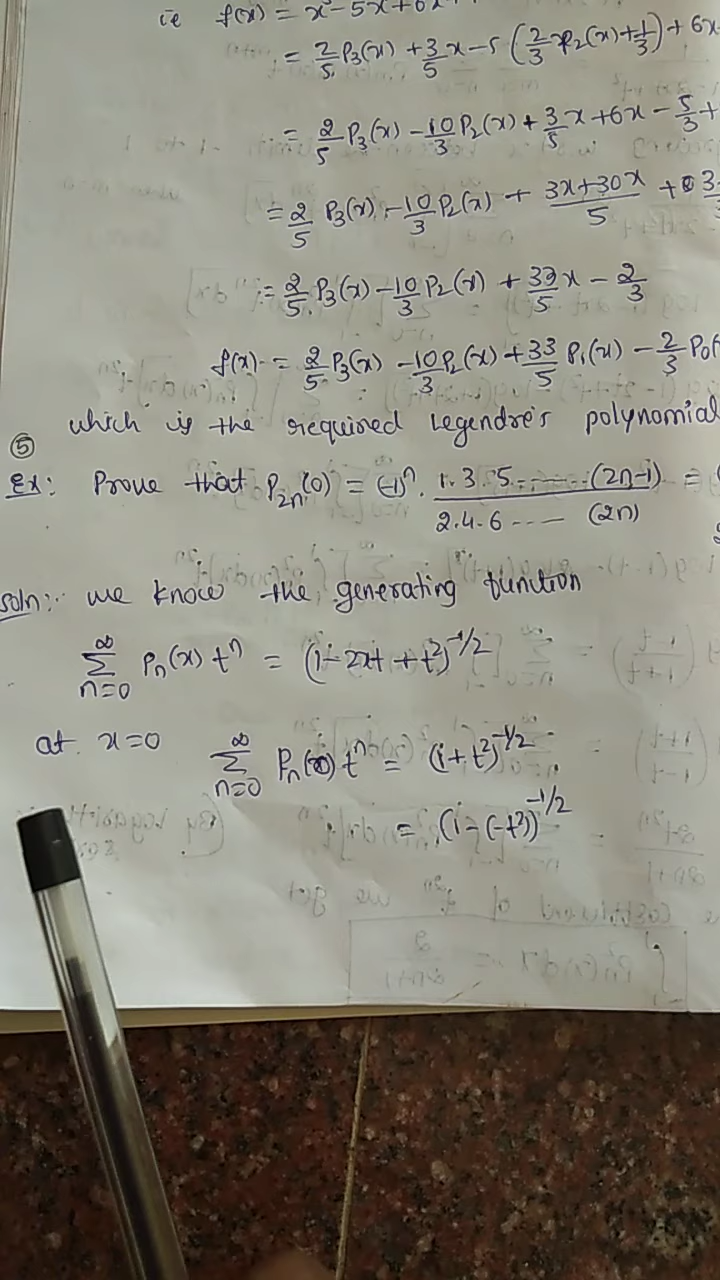 ie f(x) = x³ - 5x² + 6x +
= 2/5 P₃(x) + 3/5 x - 5 (2/3 P₂(x) + 1/3) + 6x
= 2/5 P₃(x) - 10/3 P₂(x) + 3/5 x + 6x - 5/3 +
= 2/5 P₃(x) - 10/3 P₂(x) + (3x+30x)/5 +
= 2/5 P₃(x) - 10/3 P₂(x) + 33/5 x - 2/3
f(x) = 2/5 P₃(x) - 10/3 P₂(x) + 33/5 P₁(x) - 2/3 P₀(
which is the required Legendre's polynomial
⑤
Ex: Prove that P₂ₙ(0) = (-1)ⁿ. (1.3.5.....(2n-1))/(2.4.6.... (2n)) =
Soln:- we know the generating function
∞Σn=0 Pₙ(x) tⁿ = (1-2xt+t²)^(-1/2)
at x=0 ∞Σn=0 Pₙ(0) tⁿ = (1+t²)^(-1/2)
= (1-(-t²))^(-1/2)